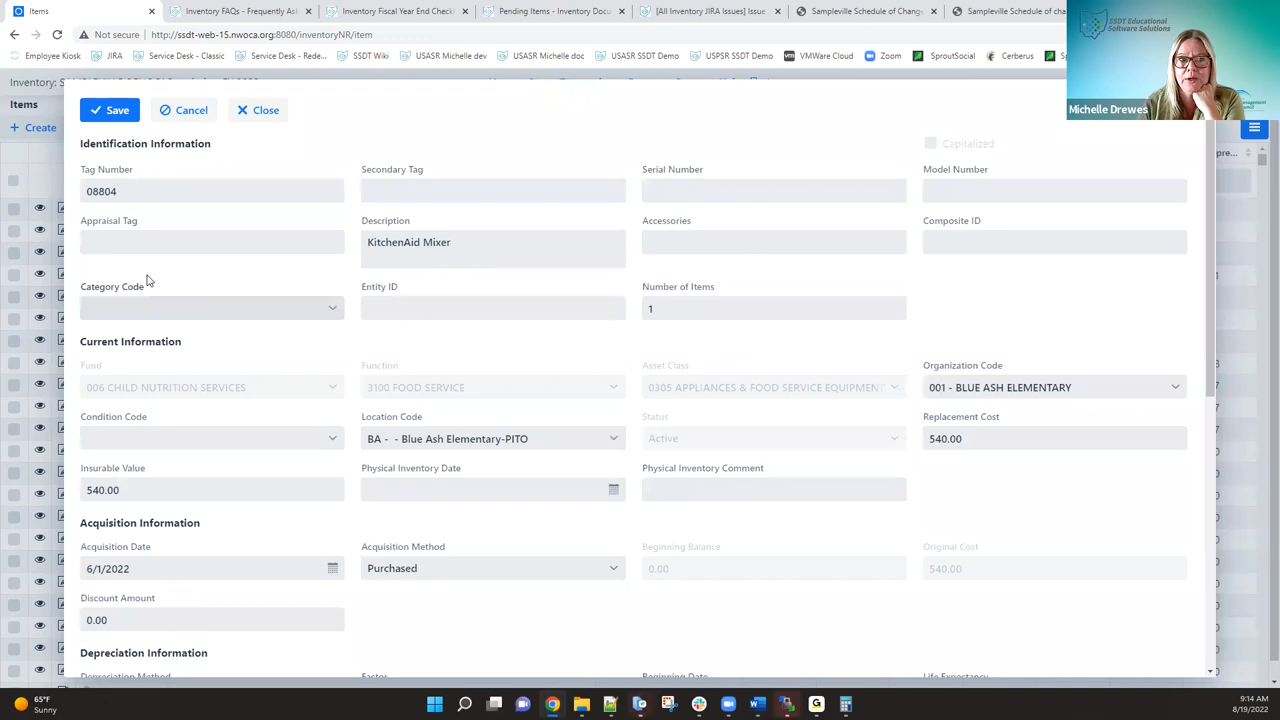 Items
Inventory FAQs - Frequently Ask
Inventory Fiscal Year End Check
Pending Items - Inventory Docu
[All Inventory JIRA Issues] Issue
Sampleville Schedule of Change
Sampleville Schedule of cha
Not secure
http://ssdt-web-15.nwoca.org:8080/inventoryNR/item
Employee Kiosk
JIRA
Service Desk - Classic
Service Desk - Rede...
SSDT Wiki
USASR Michelle dev
USASR Michelle doc
USASR SSDT Demo
USPSR SSDT Demo
VMWare Cloud
Zoom
SproutSocial
Cerberus
SSDT Educational
Software Solutions
Michelle Drewes
Items
Create
Save
Cancel
Close
Identification Information
Capitalized
Tag Number
Secondary Tag
Serial Number
Model Number
08804
Appraisal Tag
Description
Accessories
Composite ID
KitchenAid Mixer
Category Code
Entity ID
Number of Items
1
Current Information
Fund
Function
Asset Class
Organization Code
006 CHILD NUTRITION SERVICES
3100 FOOD SERVICE
0305 APPLIANCES & FOOD SERVICE EQUIPMENT
001 - BLUE ASH ELEMENTARY
Condition Code
Location Code
Status
Replacement Cost
BA - - Blue Ash Elementary-PITO
Active
540.00
Insurable Value
Physical Inventory Date
Physical Inventory Comment
540.00
Acquisition Information
Acquisition Date
Acquisition Method
Beginning Balance
Original Cost
6/1/2022
Purchased
0.00
540.00
Discount Amount
0.00
Depreciation Information
Depreciation Method
Factor
Beginning Date
Life Expectancy
65°F
Sunny
9:14 AM
8/19/2022